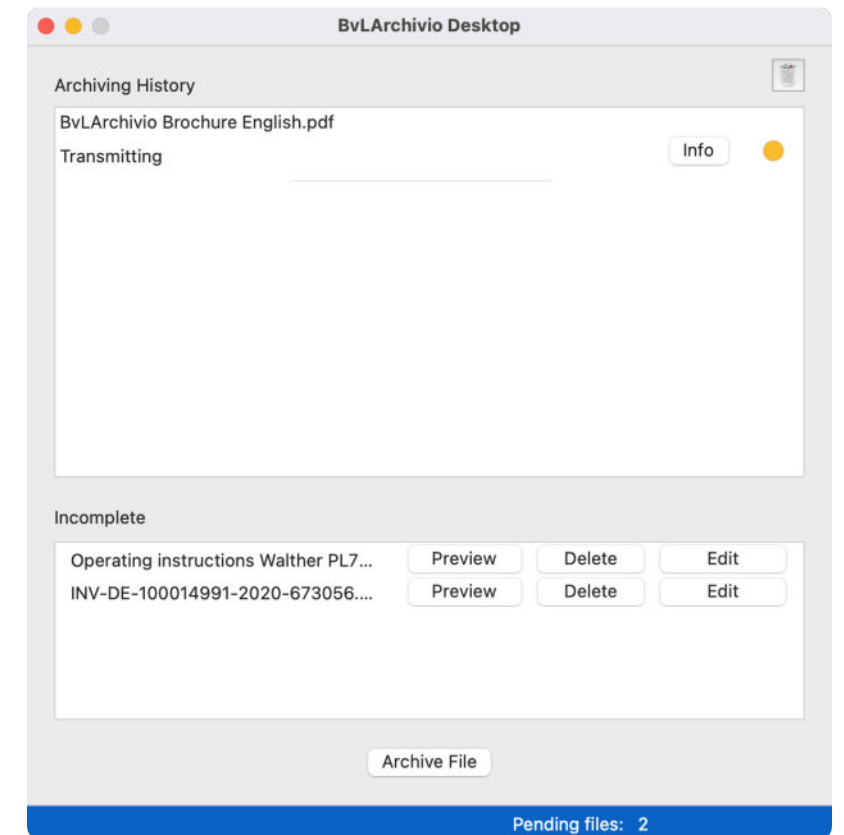 BvLArchivio Desktop
Archiving History
BvLArchivio Brochure English.pdf
Transmitting Info
Incomplete
Operating instructions Walther PL7... Preview Delete Edit
INV-DE-100014991-2020-673056.... Preview Delete Edit
Archive File
Pending files: 2